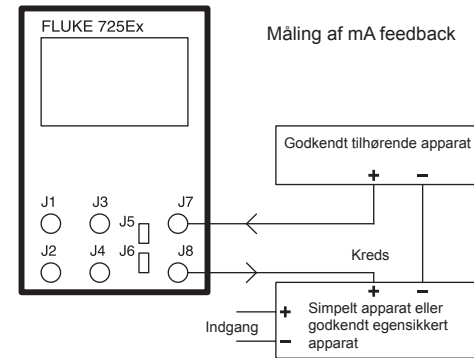 FLUKE 725Ex
Måling af mA feedback
Godkendt tilhørende apparat
+ –
J1 J3 J5 J7
J2 J4 J6 J8
Kreds
+ –
Indgang
+ Simpelt apparat eller
godkendt egensikkert
– apparat